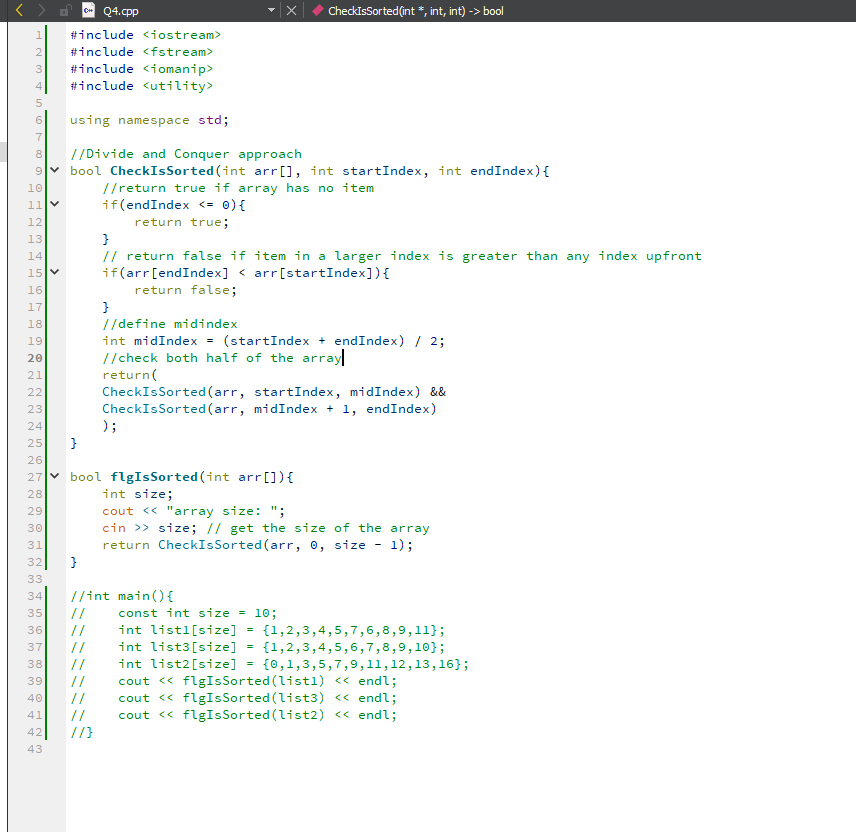 Q4.cpp CheckIsSorted(int *, int, int) -> bool
1 #include <iostream>
2 #include <fstream>
3 #include <iomanip>
4 #include <utility>
5
6 using namespace std;
7
8 //Divide and Conquer approach
9 bool CheckIsSorted(int arr[], int startIndex, int endIndex){
10 //return true if array has no item
11 if(endIndex <= 0){
12 return true;
13 }
14 // return false if item in a larger index is greater than any index upfront
15 if(arr[endIndex] < arr[startIndex]){
16 return false;
17 }
18 //define midindex
19 int midIndex = (startIndex + endIndex) / 2;
20 //check both half of the array
21 return(
22 CheckIsSorted(arr, startIndex, midIndex) &&
23 CheckIsSorted(arr, midIndex + 1, endIndex)
24 );
25 }
26
27 bool flgIsSorted(int arr[]){
28 int size;
29 cout << "array size: ";
30 cin >> size; // get the size of the array
31 return CheckIsSorted(arr, 0, size - 1);
32 }
33
34 //int main(){
35 // const int size = 10;
36 // int list1[size] = {1,2,3,4,5,7,6,8,9,11};
37 // int list3[size] = {1,2,3,4,5,6,7,8,9,10};
38 // int list2[size] = {0,1,3,5,7,9,11,12,13,16};
39 // cout << flgIsSorted(list1) << endl;
40 // cout << flgIsSorted(list3) << endl;
41 // cout << flgIsSorted(list2) << endl;
42 //}
43